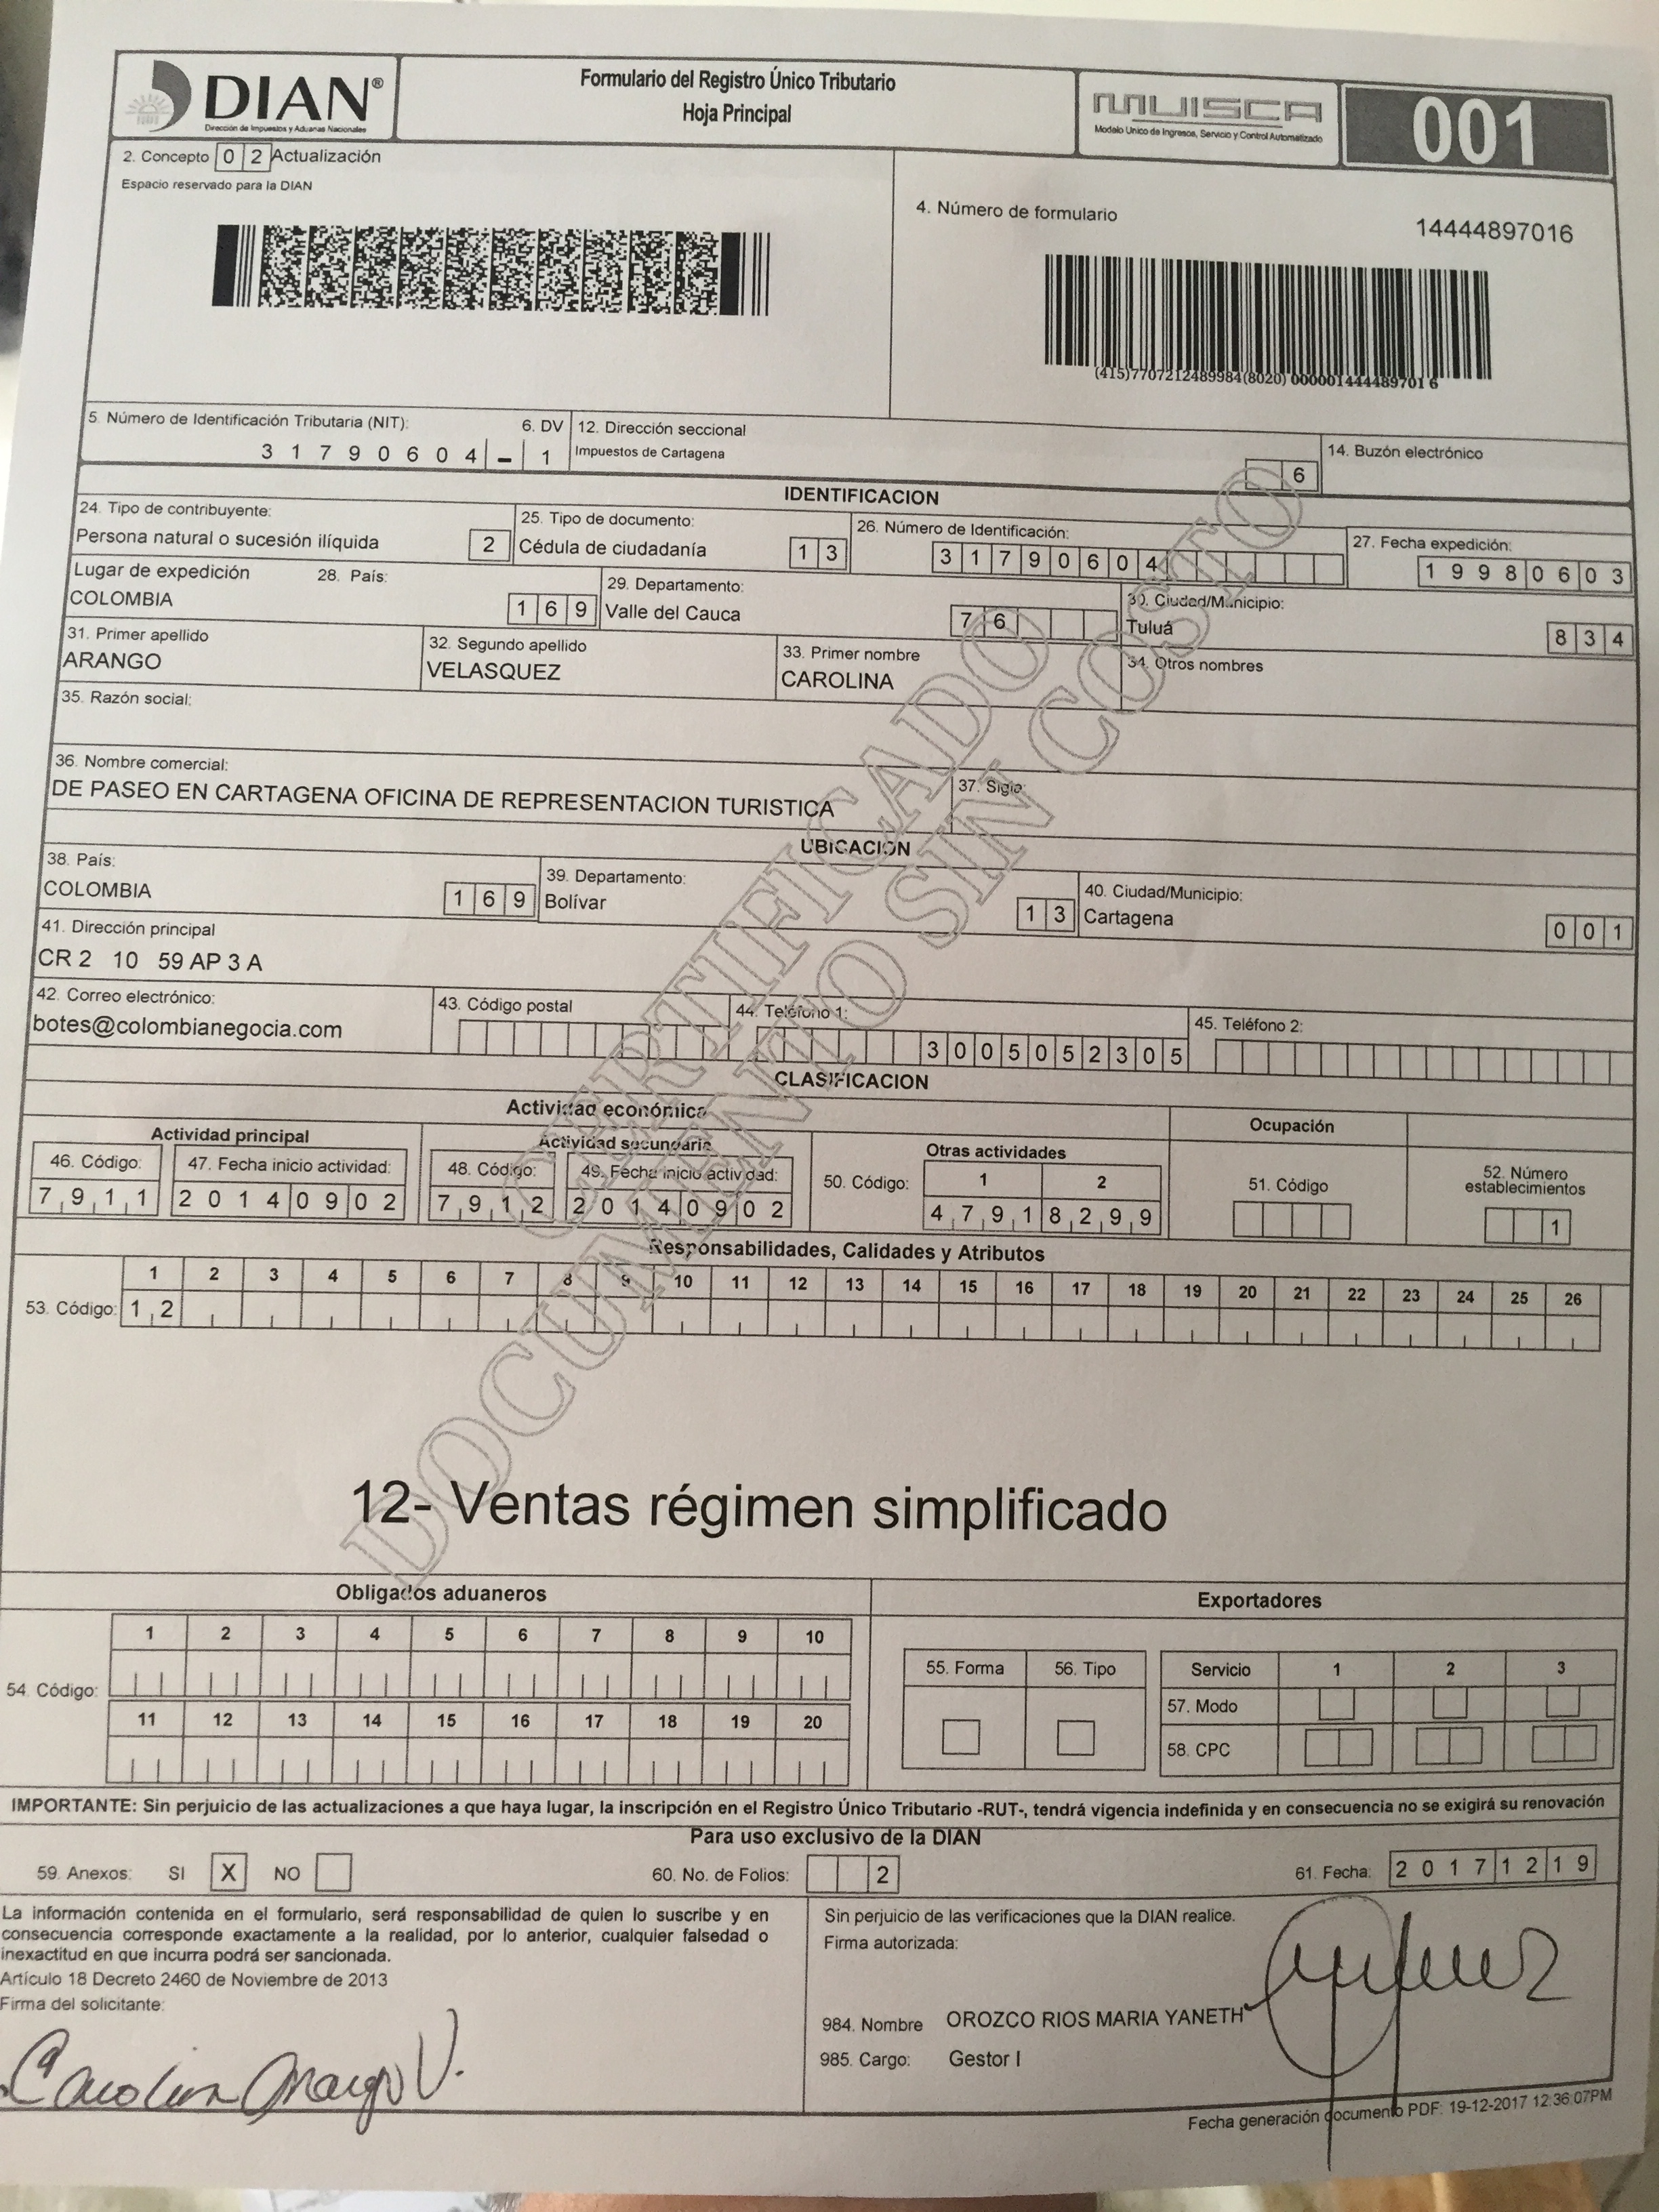 DIAN®
Dirección de Impuestos y Aduanas Nacionales
Formulario del Registro Único Tributario
Hoja Principal
MUISCA
Modelo Unico de Ingresos, Servicio y Control Automatizado
001
2. Concepto 0 2 Actualización
Espacio reservado para la DIAN
4. Número de formulario
14444897016
(415)7707212489984(8020) 000001444489701 6
5. Número de Identificación Tributaria (NIT): 6. DV 12. Dirección seccional 14. Buzón electrónico
3 1 7 9 0 6 0 4 - 1 Impuestos de Cartagena 6
IDENTIFICACION
24. Tipo de contribuyente: 25. Tipo de documento: 26. Número de Identificación: 27. Fecha expedición:
Persona natural o sucesión ilíquida 2 Cédula de ciudadanía 1 3 3 1 7 9 0 6 0 4 1 9 9 8 0 6 0 3
Lugar de expedición 28. País: 29. Departamento: 30. Ciudad/Municipio:
COLOMBIA 1 6 9 Valle del Cauca 7 6 Tuluá 8 3 4
31. Primer apellido 32. Segundo apellido 33. Primer nombre 34. Otros nombres
ARANGO VELASQUEZ CAROLINA
35. Razón social:
36. Nombre comercial: 37. Sigla:
DE PASEO EN CARTAGENA OFICINA DE REPRESENTACION TURISTICA
UBICACION
38. País: 39. Departamento: 40. Ciudad/Municipio:
COLOMBIA 1 6 9 Bolívar 1 3 Cartagena 0 0 1
41. Dirección principal
CR 2 10 59 AP 3 A
42. Correo electrónico: 43. Código postal 44. Teléfono 1: 45. Teléfono 2:
botes@colombianegocia.com 3 0 0 5 0 5 2 3 0 5
CLASIFICACION
Actividad económica Ocupación
Actividad principal Actividad secundaria Otras actividades 52. Número establecimientos
46. Código: 47. Fecha inicio actividad: 48. Código: 49. Fecha inicio actividad: 50. Código: 1 2 51. Código
7 9 1 1 2 0 1 4 0 9 0 2 7 9 1 2 2 0 1 4 0 9 0 2 4 7 9 1 8 2 9 9 1
Responsabilidades, Calidades y Atributos
1 2 3 4 5 6 7 8 9 10 11 12 13 14 15 16 17 18 19 20 21 22 23 24 25 26
53. Código: 1 2
12- Ventas régimen simplificado
CERTIFICADO
DOCUMENTO SIN COSTO
Obligados aduaneros Exportadores
1 2 3 4 5 6 7 8 9 10
54. Código:
11 12 13 14 15 16 17 18 19 20
55. Forma 56. Tipo Servicio 1 2 3
57. Modo
58. CPC
IMPORTANTE: Sin perjuicio de las actualizaciones a que haya lugar, la inscripción en el Registro Único Tributario -RUT-, tendrá vigencia indefinida y en consecuencia no se exigirá su renovación
Para uso exclusivo de la DIAN
59. Anexos: SI X NO 60. No. de Folios: 2 61. Fecha: 2 0 1 7 1 2 1 9
La información contenida en el formulario, será responsabilidad de quien lo suscribe y en
consecuencia corresponde exactamente a la realidad, por lo anterior, cualquier falsedad o
inexactitud en que incurra podrá ser sancionada.
Artículo 18 Decreto 2460 de Noviembre de 2013
Firma del solicitante:
Carolina Arango V.
Sin perjuicio de las verificaciones que la DIAN realice.
Firma autorizada:
984. Nombre OROZCO RIOS MARIA YANETH
985. Cargo: Gestor I
Fecha generación documento PDF: 19-12-2017 12:36:07PM